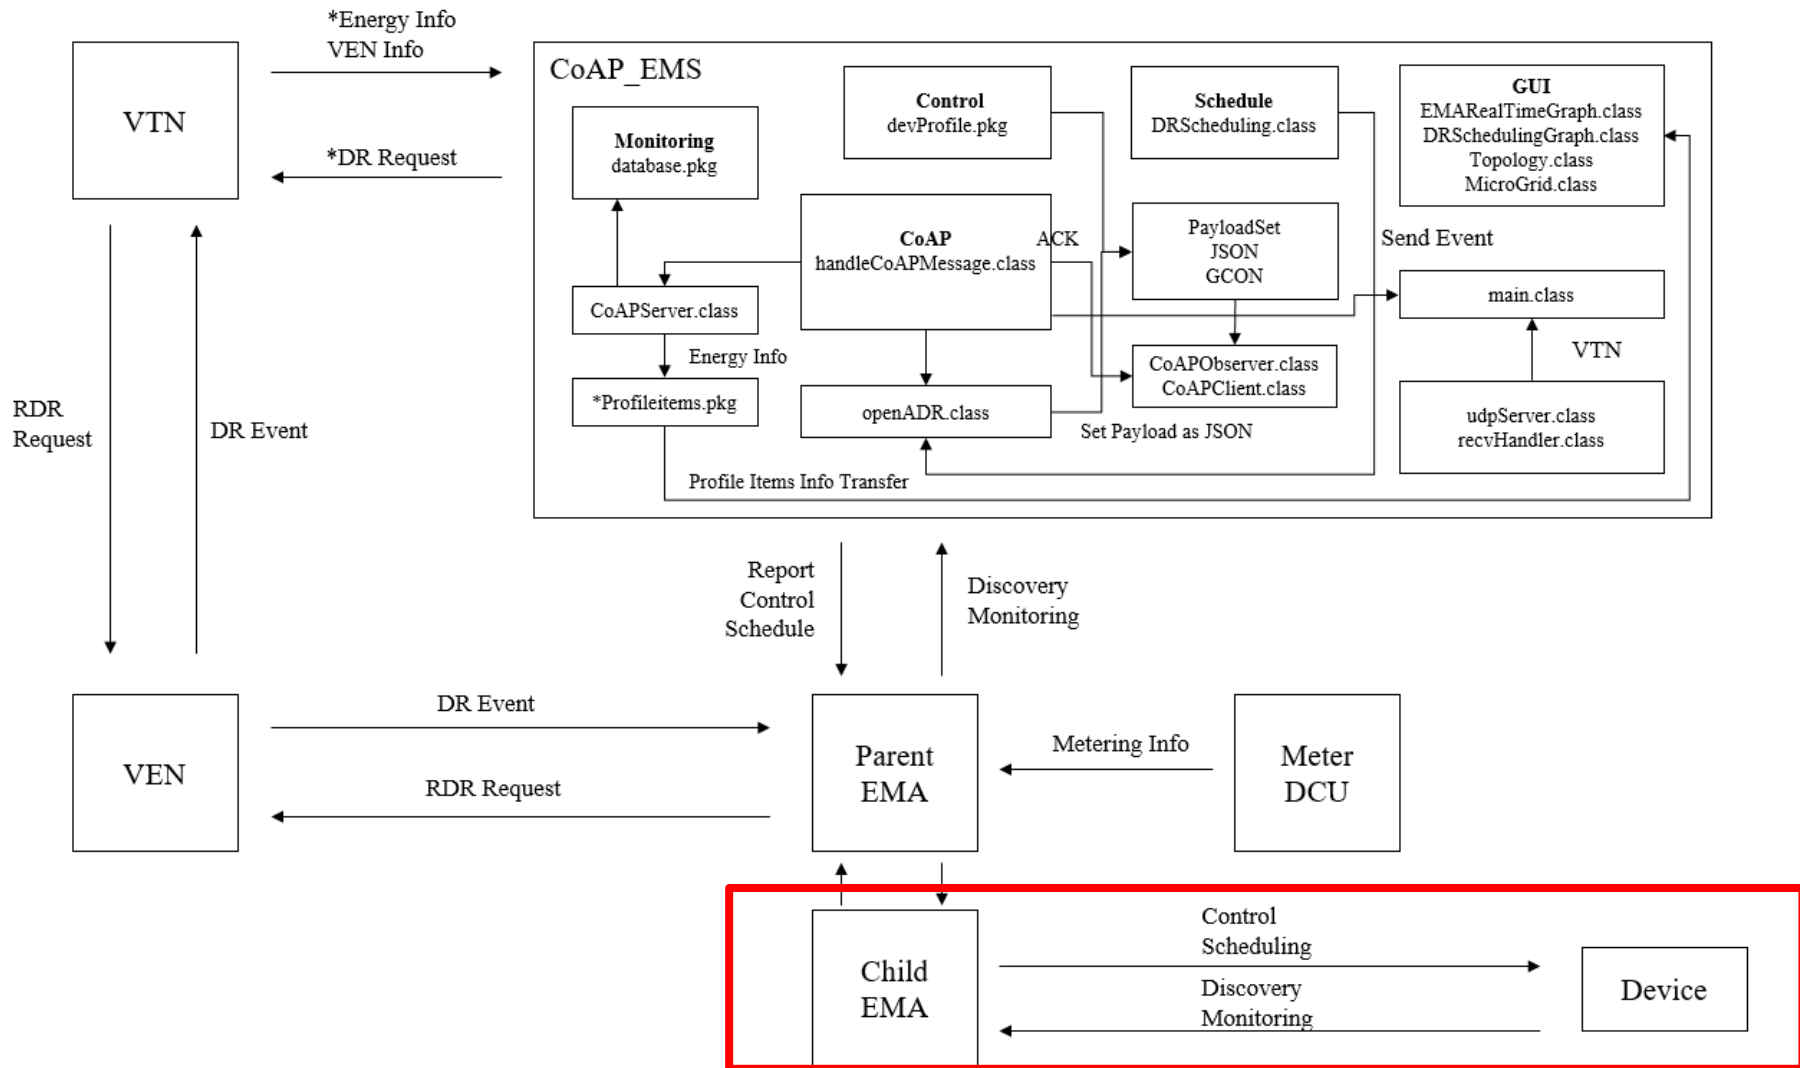 *Energy Info
VEN Info
VTN
*DR Request
CoAP_EMS
Monitoring
database.pkg
Control
devProfile.pkg
Schedule
DRScheduling.class
GUI
EMARealTimeGraph.class
DRSchedulingGraph.class
Topology.class
MicroGrid.class
CoAP
handleCoAPMessage.class
ACK
PayloadSet
JSON
GCON
Send Event
CoAPServer.class
main.class
Energy Info
VTN
CoAPObserver.class
CoAPClient.class
*Profileitems.pkg
openADR.class
Set Payload as JSON
udpServer.class
recvHandler.class
Profile Items Info Transfer
RDR
Request
DR Event
Report
Control
Schedule
Discovery
Monitoring
VEN
DR Event
RDR Request
Parent
EMA
Metering Info
Meter
DCU
Child
EMA
Control
Scheduling
Discovery
Monitoring
Device